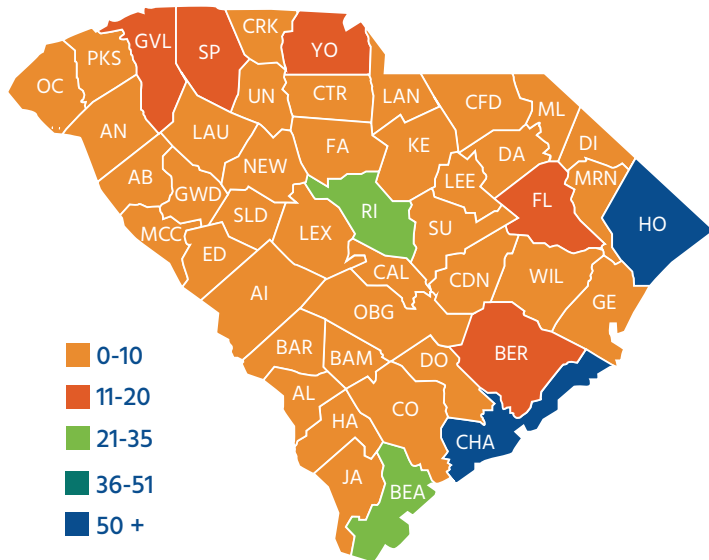 CRK
GVL
SP
YO
PKS
OC
UN
CTR
LAN
CFD
ML
AN
LAU
FA
KE
DA
DI
AB
NEW
LEE
MRN
GWD
FL
SLD
RI
SU
HO
MCC
LEX
ED
CAL
CDN
WIL
AI
GE
OBG
BAR
BAM
DO
BER
AL
CO
HA
CHA
JA
BEA
0-10
11-20
21-35
36-51
50 +